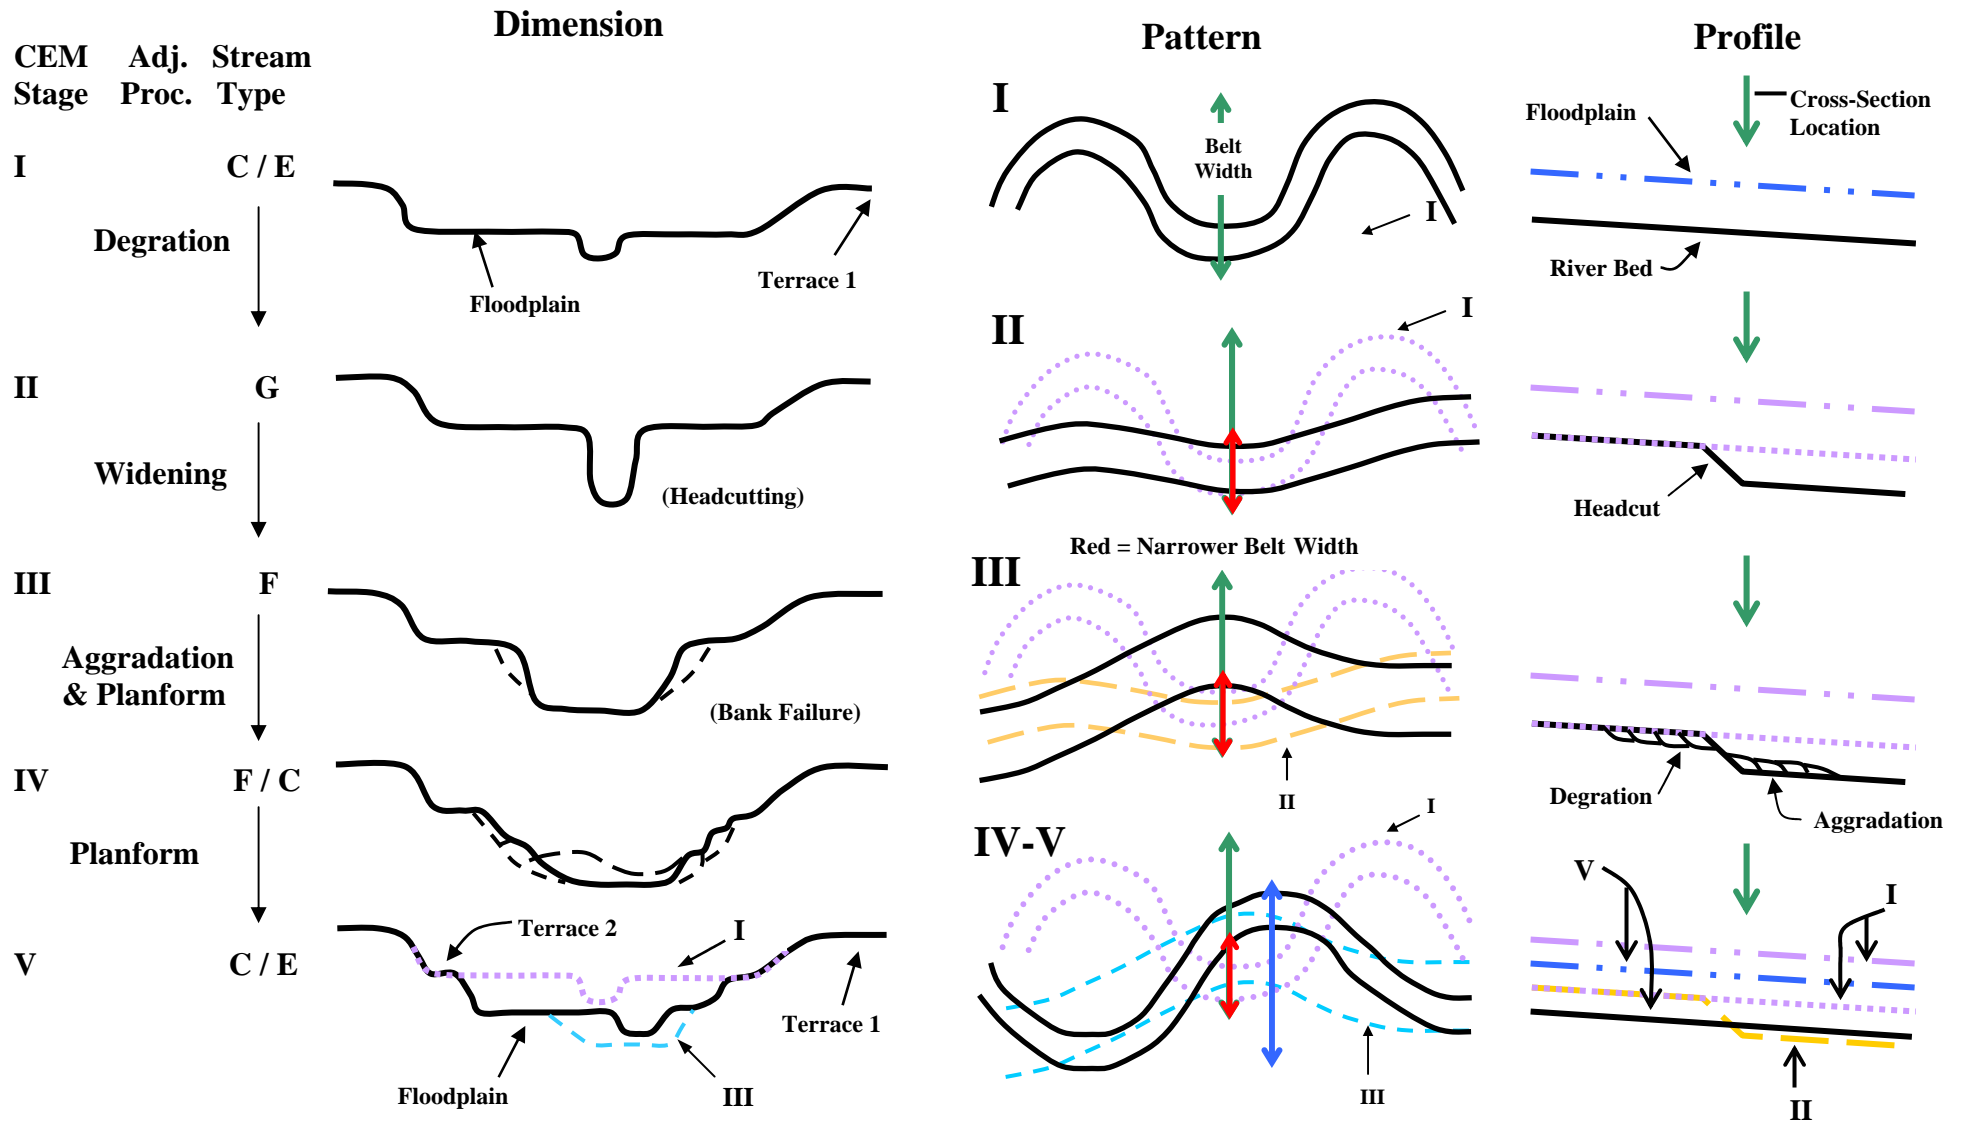 Dimension
Pattern
Profile
CEM Adj. Stream
Stage Proc. Type
I C / E
Degration
Floodplain
Terrace 1
II G
Widening
(Headcutting)
III F
Aggradation
& Planform
(Bank Failure)
IV F / C
Planform
V C / E
Terrace 2
I
Terrace 1
Floodplain
III
I
Belt
Width
I
II
I
Red = Narrower Belt Width
III
II
IV-V
I
III
Cross-Section
Location
Floodplain
River Bed
Headcut
Degration
Aggradation
V
I
II